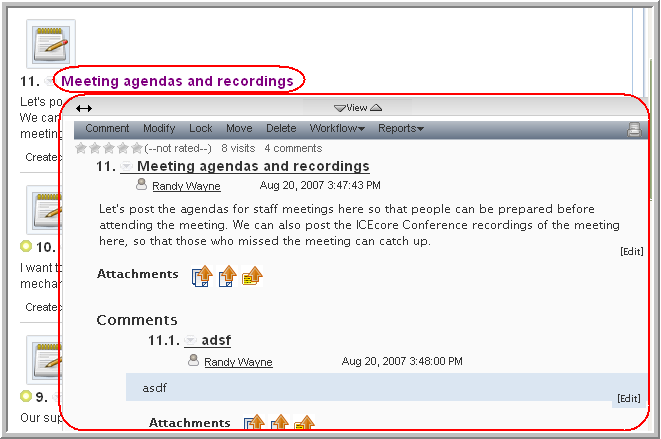 11. Meeting agendas and recordings
Let's po
We can
meeting
Created
View
Comment Modify Lock Move Delete Workflow Reports
(--not rated--) 8 visits 4 comments
11. Meeting agendas and recordings
Randy Wayne Aug 20, 2007 3:47:43 PM
Let's post the agendas for staff meetings here so that people can be prepared before
attending the meeting. We can also post the ICEcore Conference recordings of the meeting
here, so that those who missed the meeting can catch up.
[Edit]
Attachments
10.
I want t
mechar
Created
Comments
11.1. adsf
Randy Wayne Aug 20, 2007 3:48:00 PM
asdf
[Edit]
9.
Our sup
Attachments